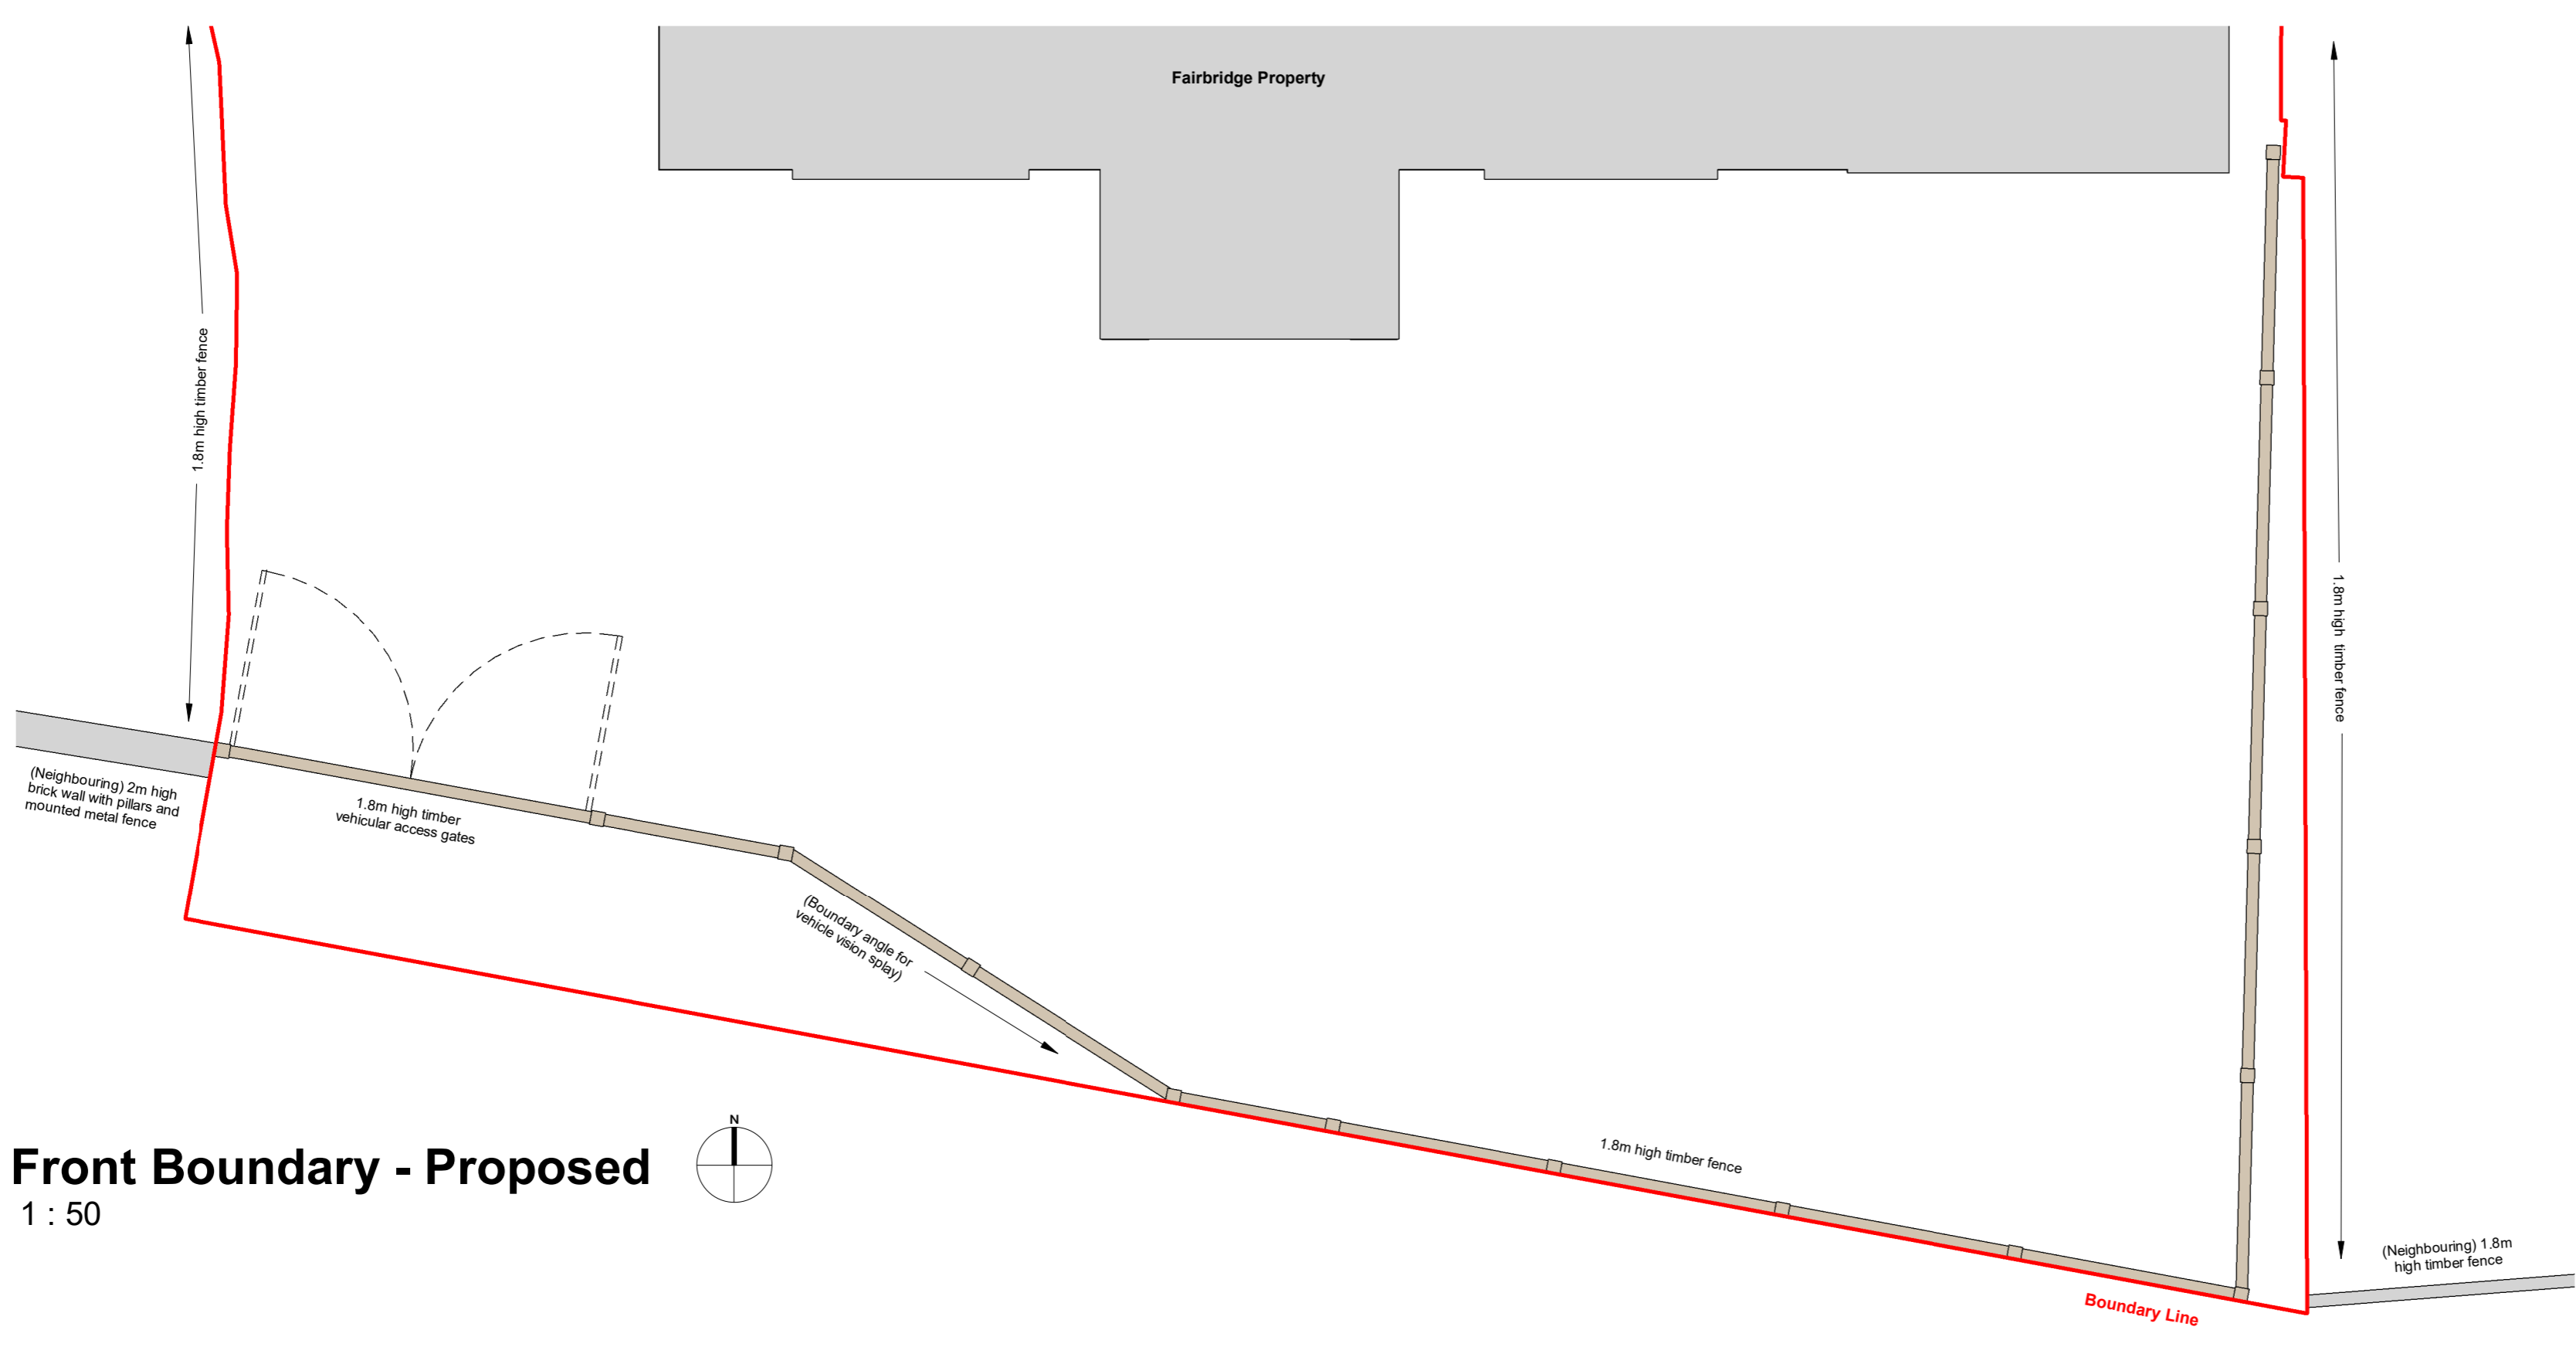 Fairbridge Property
1.8m high timber fence
1.8m high timber fence
(Neighbouring) 2m high
brick wall with pillars and
mounted metal fence
1.8m high timber
vehicular access gates
(Boundary angle for
vehicle vision splay)
1.8m high timber fence
N
Front Boundary - Proposed
1 : 50
(Neighbouring) 1.8m
high timber fence
Boundary Line